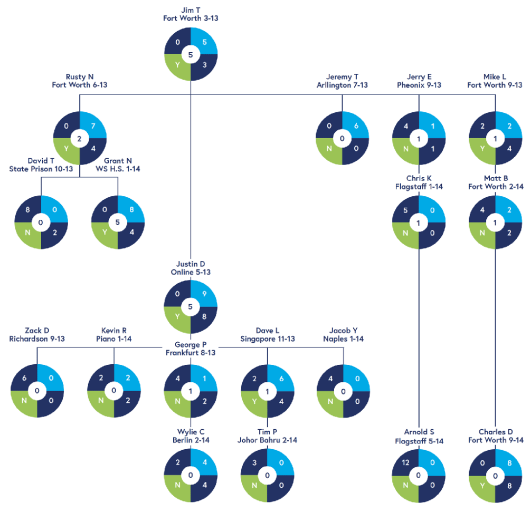 Jim T
Fort Worth 3-13
0 5
5
Y 3
Rusty N
Fort Worth 6-13
Jeremy T
Arllington 7-13
Jerry E
Pheonix 9-13
Mike L
Fort Worth 9-13
0 7
2
Y 4
0 6
0
N 0
4 1
1
N 0
2 2
1
N 4
David T
State Prison 10-13
Grant N
WS H.S. 1-14
Chris K
Flagstaff 1-14
Matt B
Fort Worth 2-14
8 0
0
N 2
0 8
5
Y 4
5 0
1
N 0
4 2
1
N 2
Justin D
Online 5-13
0 9
5
Y 8
Zack D
Richardson 9-13
Kevin R
Plano 1-14
George P
Frankfurt 8-13
Dave L
Singapore 11-13
Jacob Y
Naples 1-14
6 0
0
N 0
2 2
0
N 2
4 1
1
N 2
2 6
1
Y 4
4 0
0
N 0
Wylie C
Berlin 2-14
Tim P
Johor Bahru 2-14
Arnold S
Flagstaff 5-14
Charles D
Fort Worth 9-14
2 4
0
N 4
3 0
0
N 0
12 0
0
N 0
0 8
0
Y 8